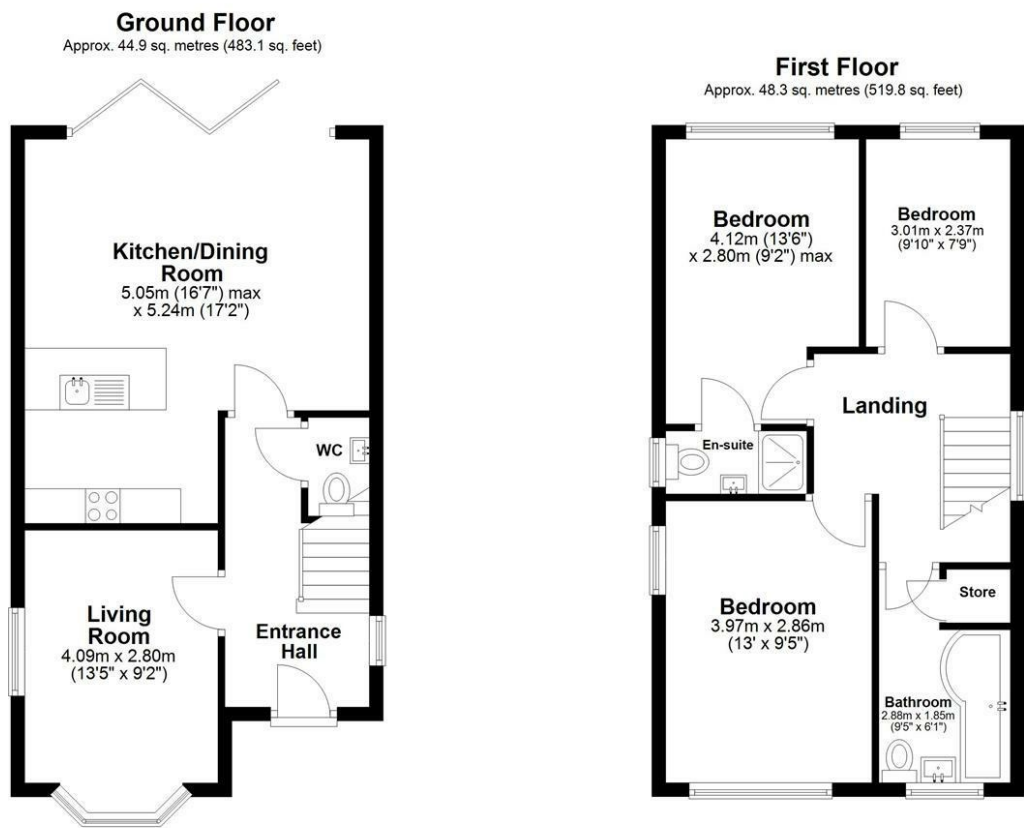 Ground Floor
Approx. 44.9 sq. metres (483.1 sq. feet)
Kitchen/Dining
Room
5.05m (16'7") max
x 5.24m (17'2")
WC
Living
Room
4.09m x 2.80m
(13'5" x 9'2")
Entrance
Hall
First Floor
Approx. 48.3 sq. metres (519.8 sq. feet)
Bedroom
4.12m (13'6")
x 2.80m (9'2") max
Bedroom
3.01m x 2.37m
(9'10" x 7'9")
Landing
En-suite
Bedroom
3.97m x 2.86m
(13' x 9'5")
Store
Bathroom
2.88m x 1.85m
(9'5" x 6'1")